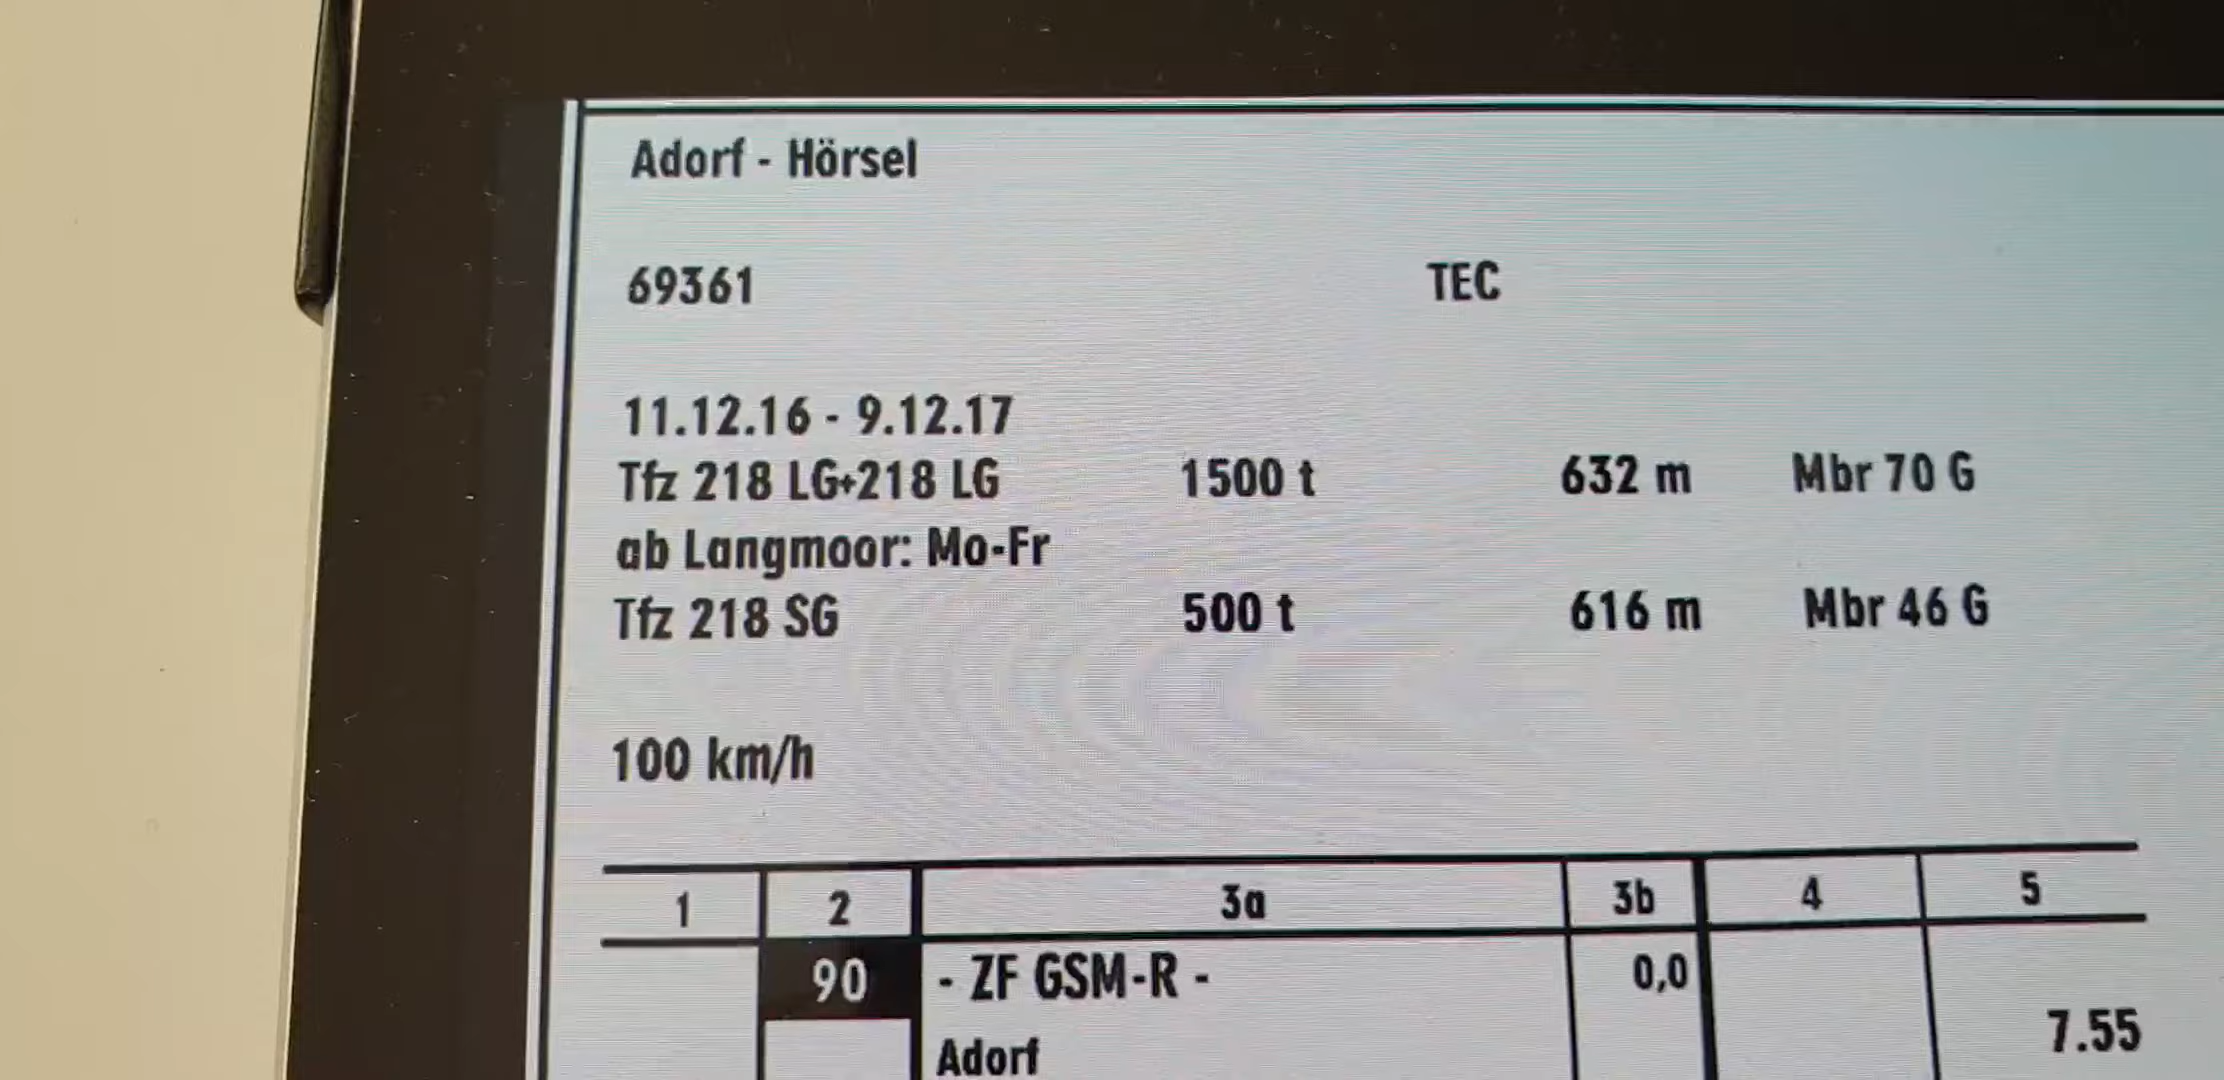 Adorf - Hörsel
69361 TEC
11.12.16 - 9.12.17
Tfz 218 LG+218 LG 1500 t 632 m Mbr 70 G
ab Langmoor: Mo-Fr
Tfz 218 SG 500 t 616 m Mbr 46 G
100 km/h
1 2 3a 3b 4 5
90 - ZF GSM-R - 0,0
7.55
Adorf